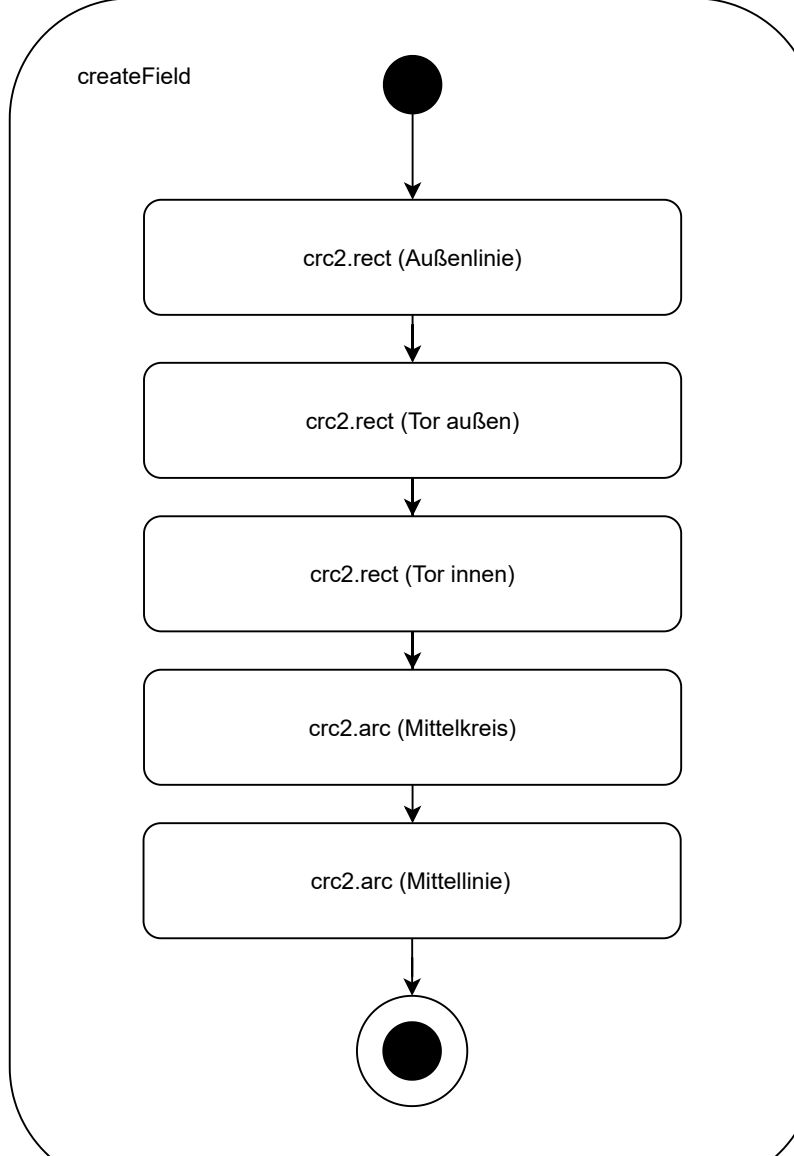 createField
crc2.rect (Außenlinie)
crc2.rect (Tor außen)
crc2.rect (Tor innen)
crc2.arc (Mittelkreis)
crc2.arc (Mittellinie)